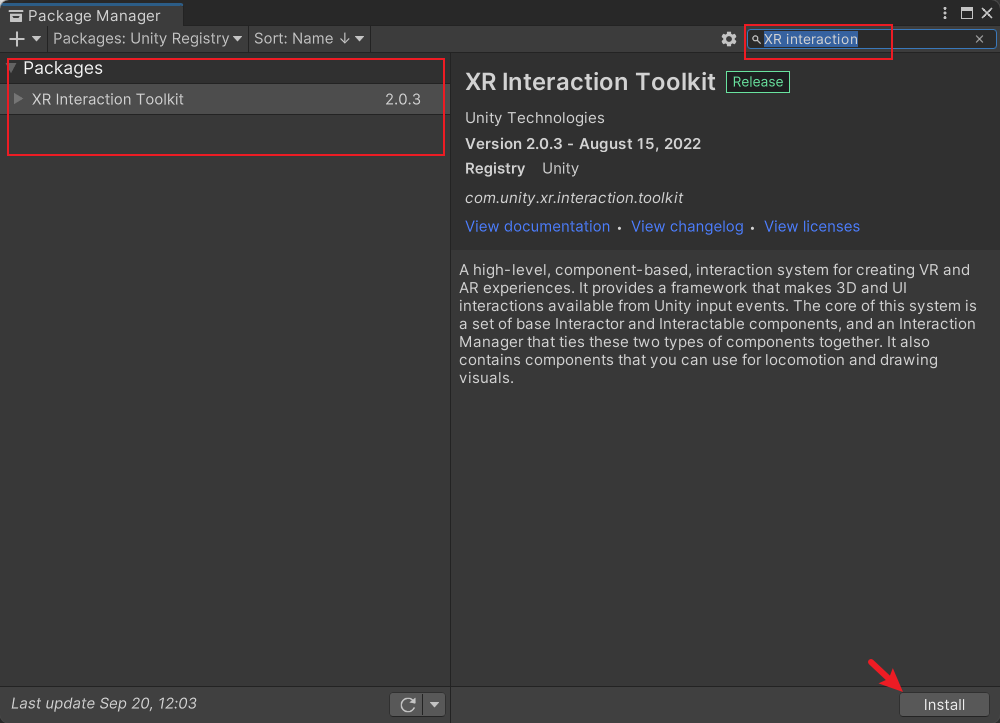 Package Manager
Packages: Unity Registry
Sort: Name ↓
XR interaction
Packages
XR Interaction Toolkit 2.0.3
XR Interaction Toolkit Release
Unity Technologies
Version 2.0.3 - August 15, 2022
Registry Unity
com.unity.xr.interaction.toolkit
View documentation • View changelog • View licenses
A high-level, component-based, interaction system for creating VR and
AR experiences. It provides a framework that makes 3D and UI
interactions available from Unity input events. The core of this system is
a set of base Interactor and Interactable components, and an Interaction
Manager that ties these two types of components together. It also
contains components that you can use for locomotion and drawing
visuals.
Last update Sep 20, 12:03
Install